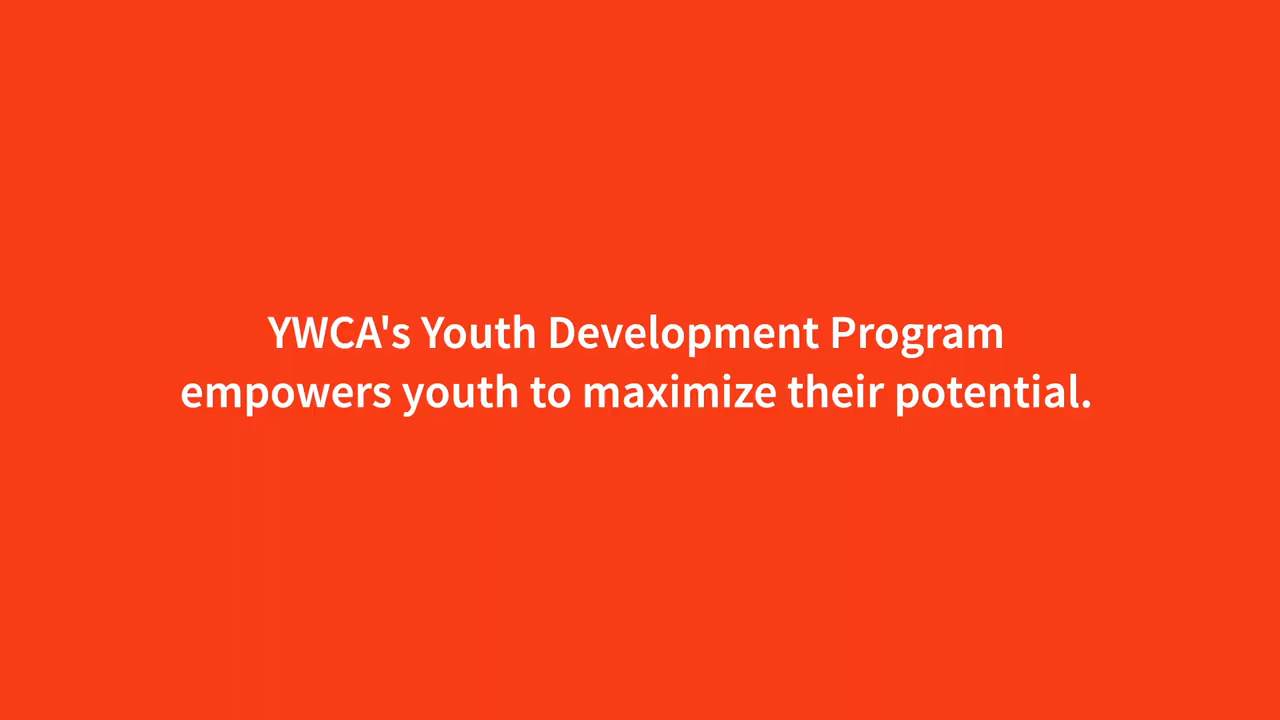 YWCA's Youth Development Program
empowers youth to maximize their potential.